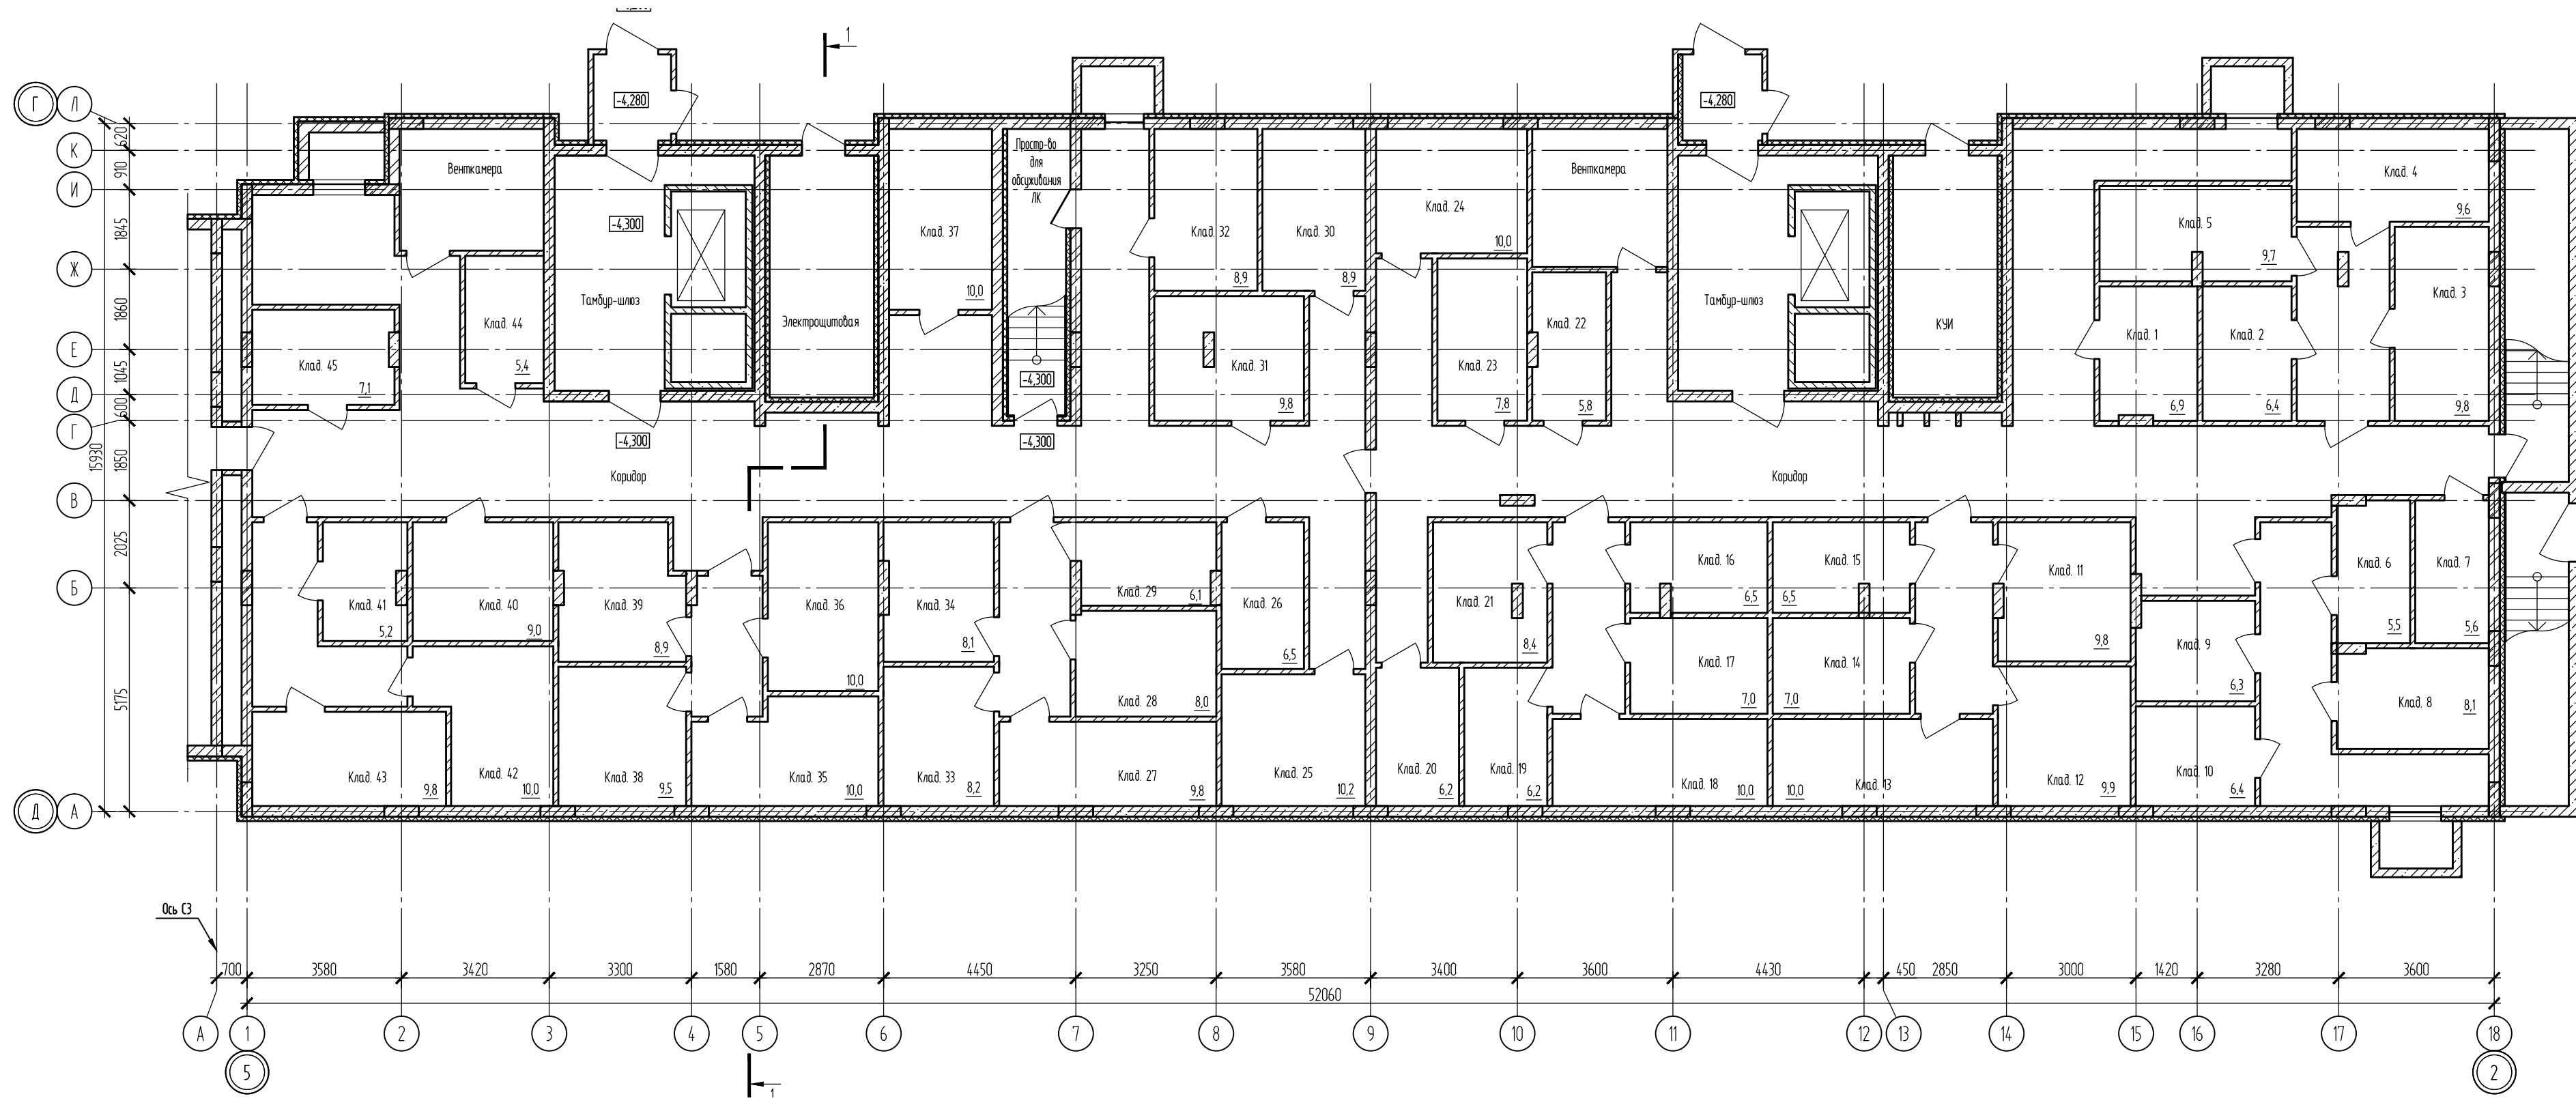 1
-4,280
-4,280
Г
Л
К
И
Ж
Е
Д
Г
В
Б
Д
А
620
910
1845
1860
1045
600
1850
2025
5175
15930
Венткамера
Простр-во
для
обсуживания
ЛК
Венткамера
Клад. 4
9,6
-4,300
Клад. 37
10,0
Клад. 32
8,9
Клад. 30
8,9
Клад. 24
10,0
Клад. 5
9,7
Тамбур-шлюз
Электрощитовая
Тамбур-шлюз
КУИ
Клад. 3
9,8
Клад. 45
7,1
Клад. 44
5,4
Клад. 31
9,8
Клад. 23
7,8
Клад. 22
5,8
Клад. 1
6,9
Клад. 2
6,4
-4,300
-4,300
-4,300
Коридор
Коридор
Клад. 41
5,2
Клад. 40
9,0
Клад. 39
8,9
Клад. 36
10,0
Клад. 34
8,1
Клад. 29
6,1
Клад. 26
6,5
Клад. 21
8,4
Клад. 16
6,5
Клад. 15
6,5
Клад. 11
9,8
Клад. 6
5,5
Клад. 7
5,6
Клад. 28
8,0
Клад. 17
7,0
Клад. 14
7,0
Клад. 9
6,3
Клад. 8
8,1
Клад. 43
9,8
Клад. 42
10,0
Клад. 38
9,5
Клад. 35
10,0
Клад. 33
8,2
Клад. 27
9,8
Клад. 25
10,2
Клад. 20
6,2
Клад. 19
6,2
Клад. 18
10,0
Клад. 13
10,0
Клад. 12
9,9
Клад. 10
6,4
Ось С3
700 3580 3420 3300 1580 2870 4450 3250 3580 3400 3600 4430 450 2850 3000 1420 3280 3600
52060
А 1 2 3 4 5 6 7 8 9 10 11 12 13 14 15 16 17 18
5 2
1